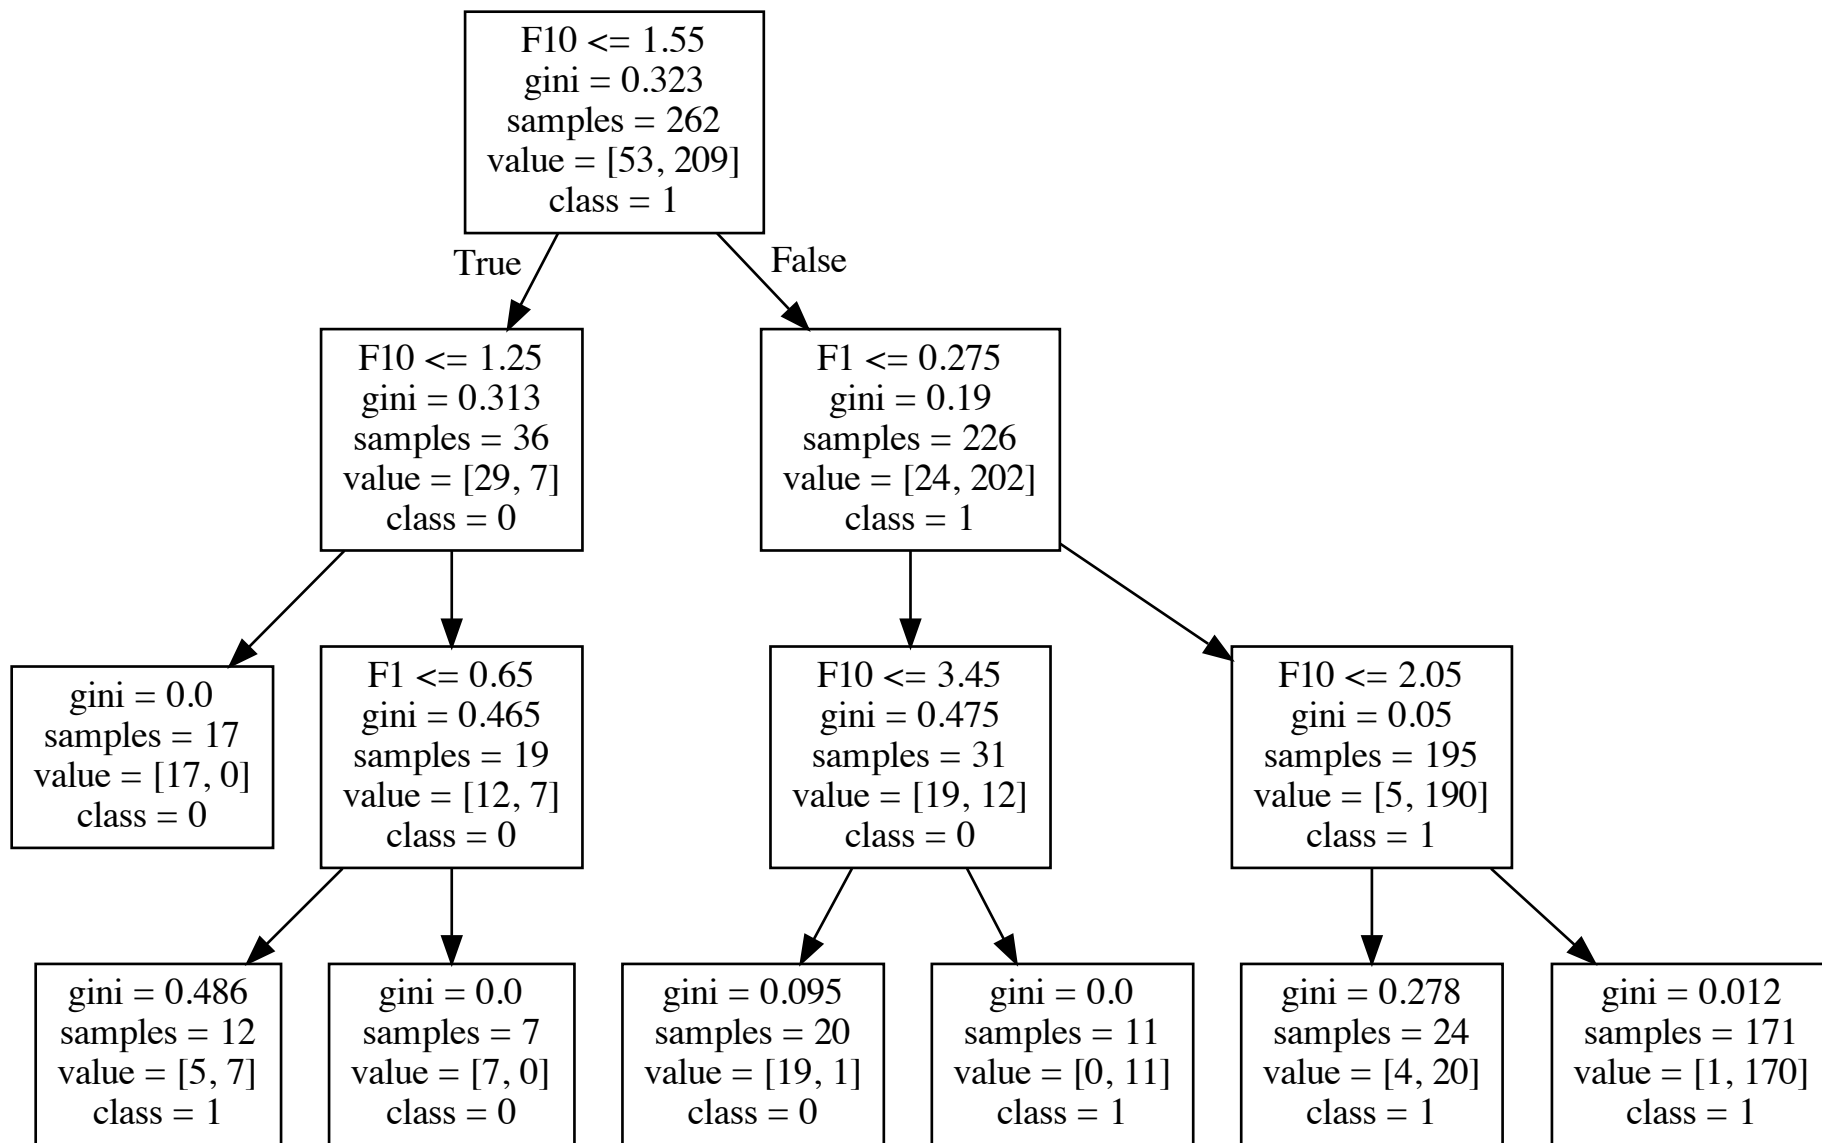 F10 <= 1.55
gini = 0.323
samples = 262
value = [53, 209]
class = 1
True
False
F10 <= 1.25
gini = 0.313
samples = 36
value = [29, 7]
class = 0
F1 <= 0.275
gini = 0.19
samples = 226
value = [24, 202]
class = 1
gini = 0.0
samples = 17
value = [17, 0]
class = 0
F1 <= 0.65
gini = 0.465
samples = 19
value = [12, 7]
class = 0
F10 <= 3.45
gini = 0.475
samples = 31
value = [19, 12]
class = 0
F10 <= 2.05
gini = 0.05
samples = 195
value = [5, 190]
class = 1
gini = 0.486
samples = 12
value = [5, 7]
class = 1
gini = 0.0
samples = 7
value = [7, 0]
class = 0
gini = 0.095
samples = 20
value = [19, 1]
class = 0
gini = 0.0
samples = 11
value = [0, 11]
class = 1
gini = 0.278
samples = 24
value = [4, 20]
class = 1
gini = 0.012
samples = 171
value = [1, 170]
class = 1